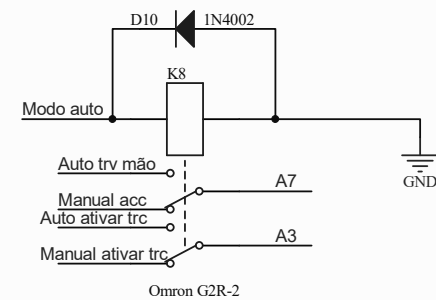 D10 1N4002
K8
Modo auto
Auto trv mão
GND
A7
Manual acc
Auto ativar trc
A3
Manual ativar trc
Omron G2R-2